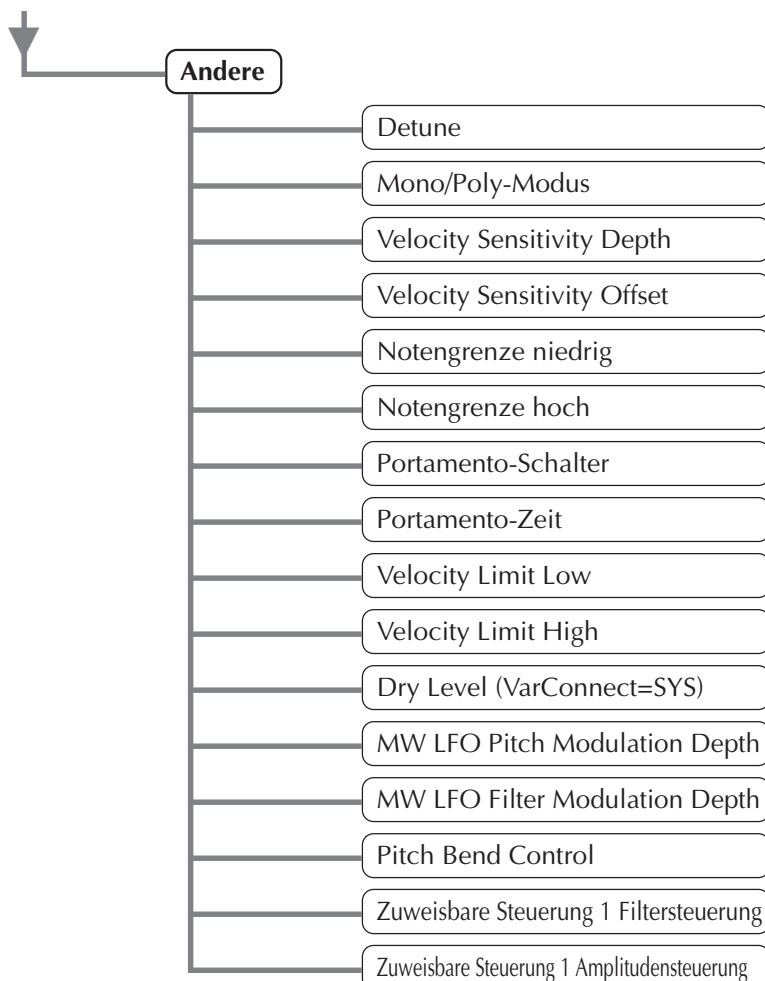 Andere
Detune
Mono/Poly-Modus
Velocity Sensitivity Depth
Velocity Sensitivity Offset
Notengrenze niedrig
Notengrenze hoch
Portamento-Schalter
Portamento-Zeit
Velocity Limit Low
Velocity Limit High
Dry Level (VarConnect=SYS)
MW LFO Pitch Modulation Depth
MW LFO Filter Modulation Depth
Pitch Bend Control
Zuweisbare Steuerung 1 Filtersteuerung
Zuweisbare Steuerung 1 Amplitudensteuerung